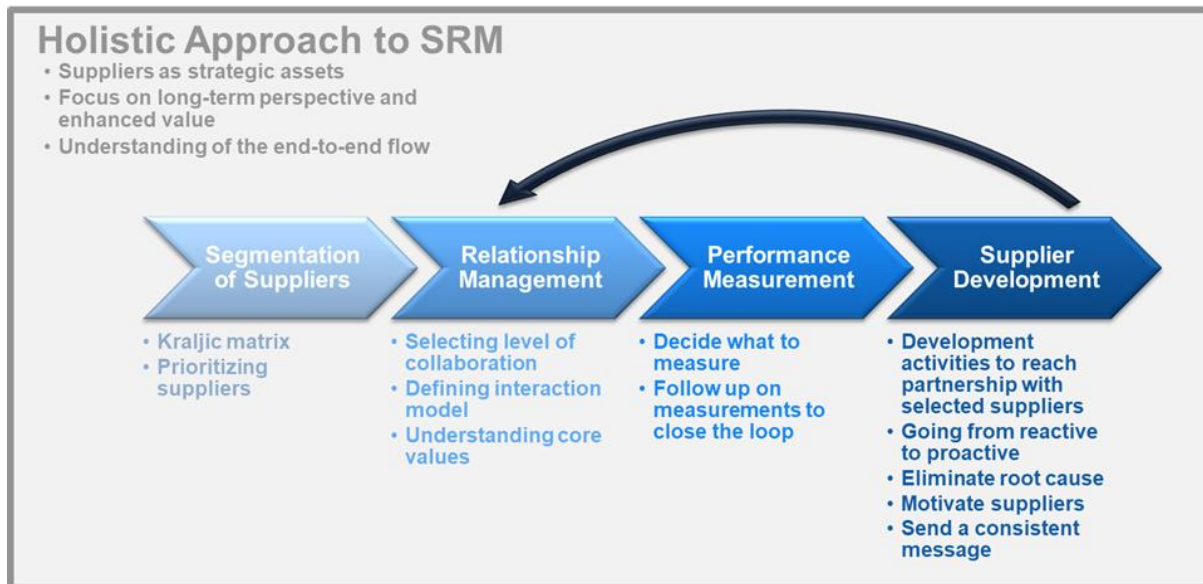 Holistic Approach to SRM
• Suppliers as strategic assets
• Focus on long-term perspective and
enhanced value
• Understanding of the end-to-end flow
Segmentation
of Suppliers
• Kraljic matrix
• Prioritizing
suppliers
Relationship
Management
• Selecting level of
collaboration
• Defining interaction
model
• Understanding core
values
Performance
Measurement
• Decide what to
measure
• Follow up on
measurements to
close the loop
Supplier
Development
• Development
activities to reach
partnership with
selected suppliers
• Going from reactive
to proactive
• Eliminate root cause
• Motivate suppliers
• Send a consistent
message